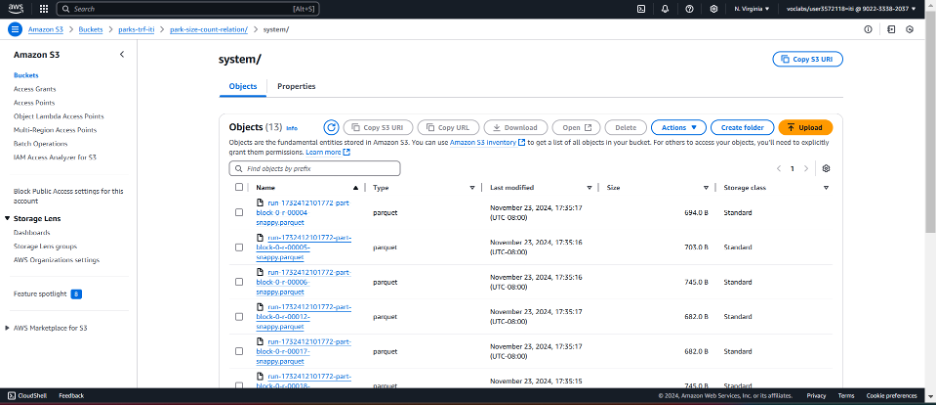 aws
Search [Alt+S]
N. Virginia
voclabs/user3572118=iti @ 9022-3338-2037
Amazon S3 > Buckets > parks-trf-iti > park-size-count-relation/ > system/
Amazon S3
Buckets
Access Grants
Access Points
Object Lambda Access Points
Multi-Region Access Points
Batch Operations
IAM Access Analyzer for S3
Block Public Access settings for this
account
Storage Lens
Dashboards
Storage Lens groups
AWS Organizations settings
Feature spotlight
AWS Marketplace for S3
system/
Copy S3 URI
Objects Properties
Objects (13) Info
Copy S3 URI Copy URL Download Open Delete Actions Create folder Upload
Objects are the fundamental entities stored in Amazon S3. You can use Amazon S3 inventory to get a list of all objects in your bucket. For others to access your objects, you'll need to explicitly
grant them permissions. Learn more
Find objects by prefix
1
Name Type Last modified Size Storage class
run-1732412101772-part-
block-0-r-00004-
snappy.parquet
parquet
November 23, 2024, 17:35:17
(UTC-08:00)
694.0 B
Standard
run-1732412101772-part-
block-0-r-00005-
snappy.parquet
parquet
November 23, 2024, 17:35:16
(UTC-08:00)
703.0 B
Standard
run-1732412101772-part-
block-0-r-00006-
snappy.parquet
parquet
November 23, 2024, 17:35:16
(UTC-08:00)
745.0 B
Standard
run-1732412101772-part-
block-0-r-00012-
snappy.parquet
parquet
November 23, 2024, 17:35:17
(UTC-08:00)
682.0 B
Standard
run-1732412101772-part-
block-0-r-00017-
snappy.parquet
parquet
November 23, 2024, 17:35:17
(UTC-08:00)
682.0 B
Standard
run-1732412101772-part-
block-0-r-00018-
parquet
November 23, 2024, 17:35:15
745.0 B
Standard
CloudShell Feedback
© 2024, Amazon Web Services, Inc. or its affiliates. Privacy Terms Cookie preferences